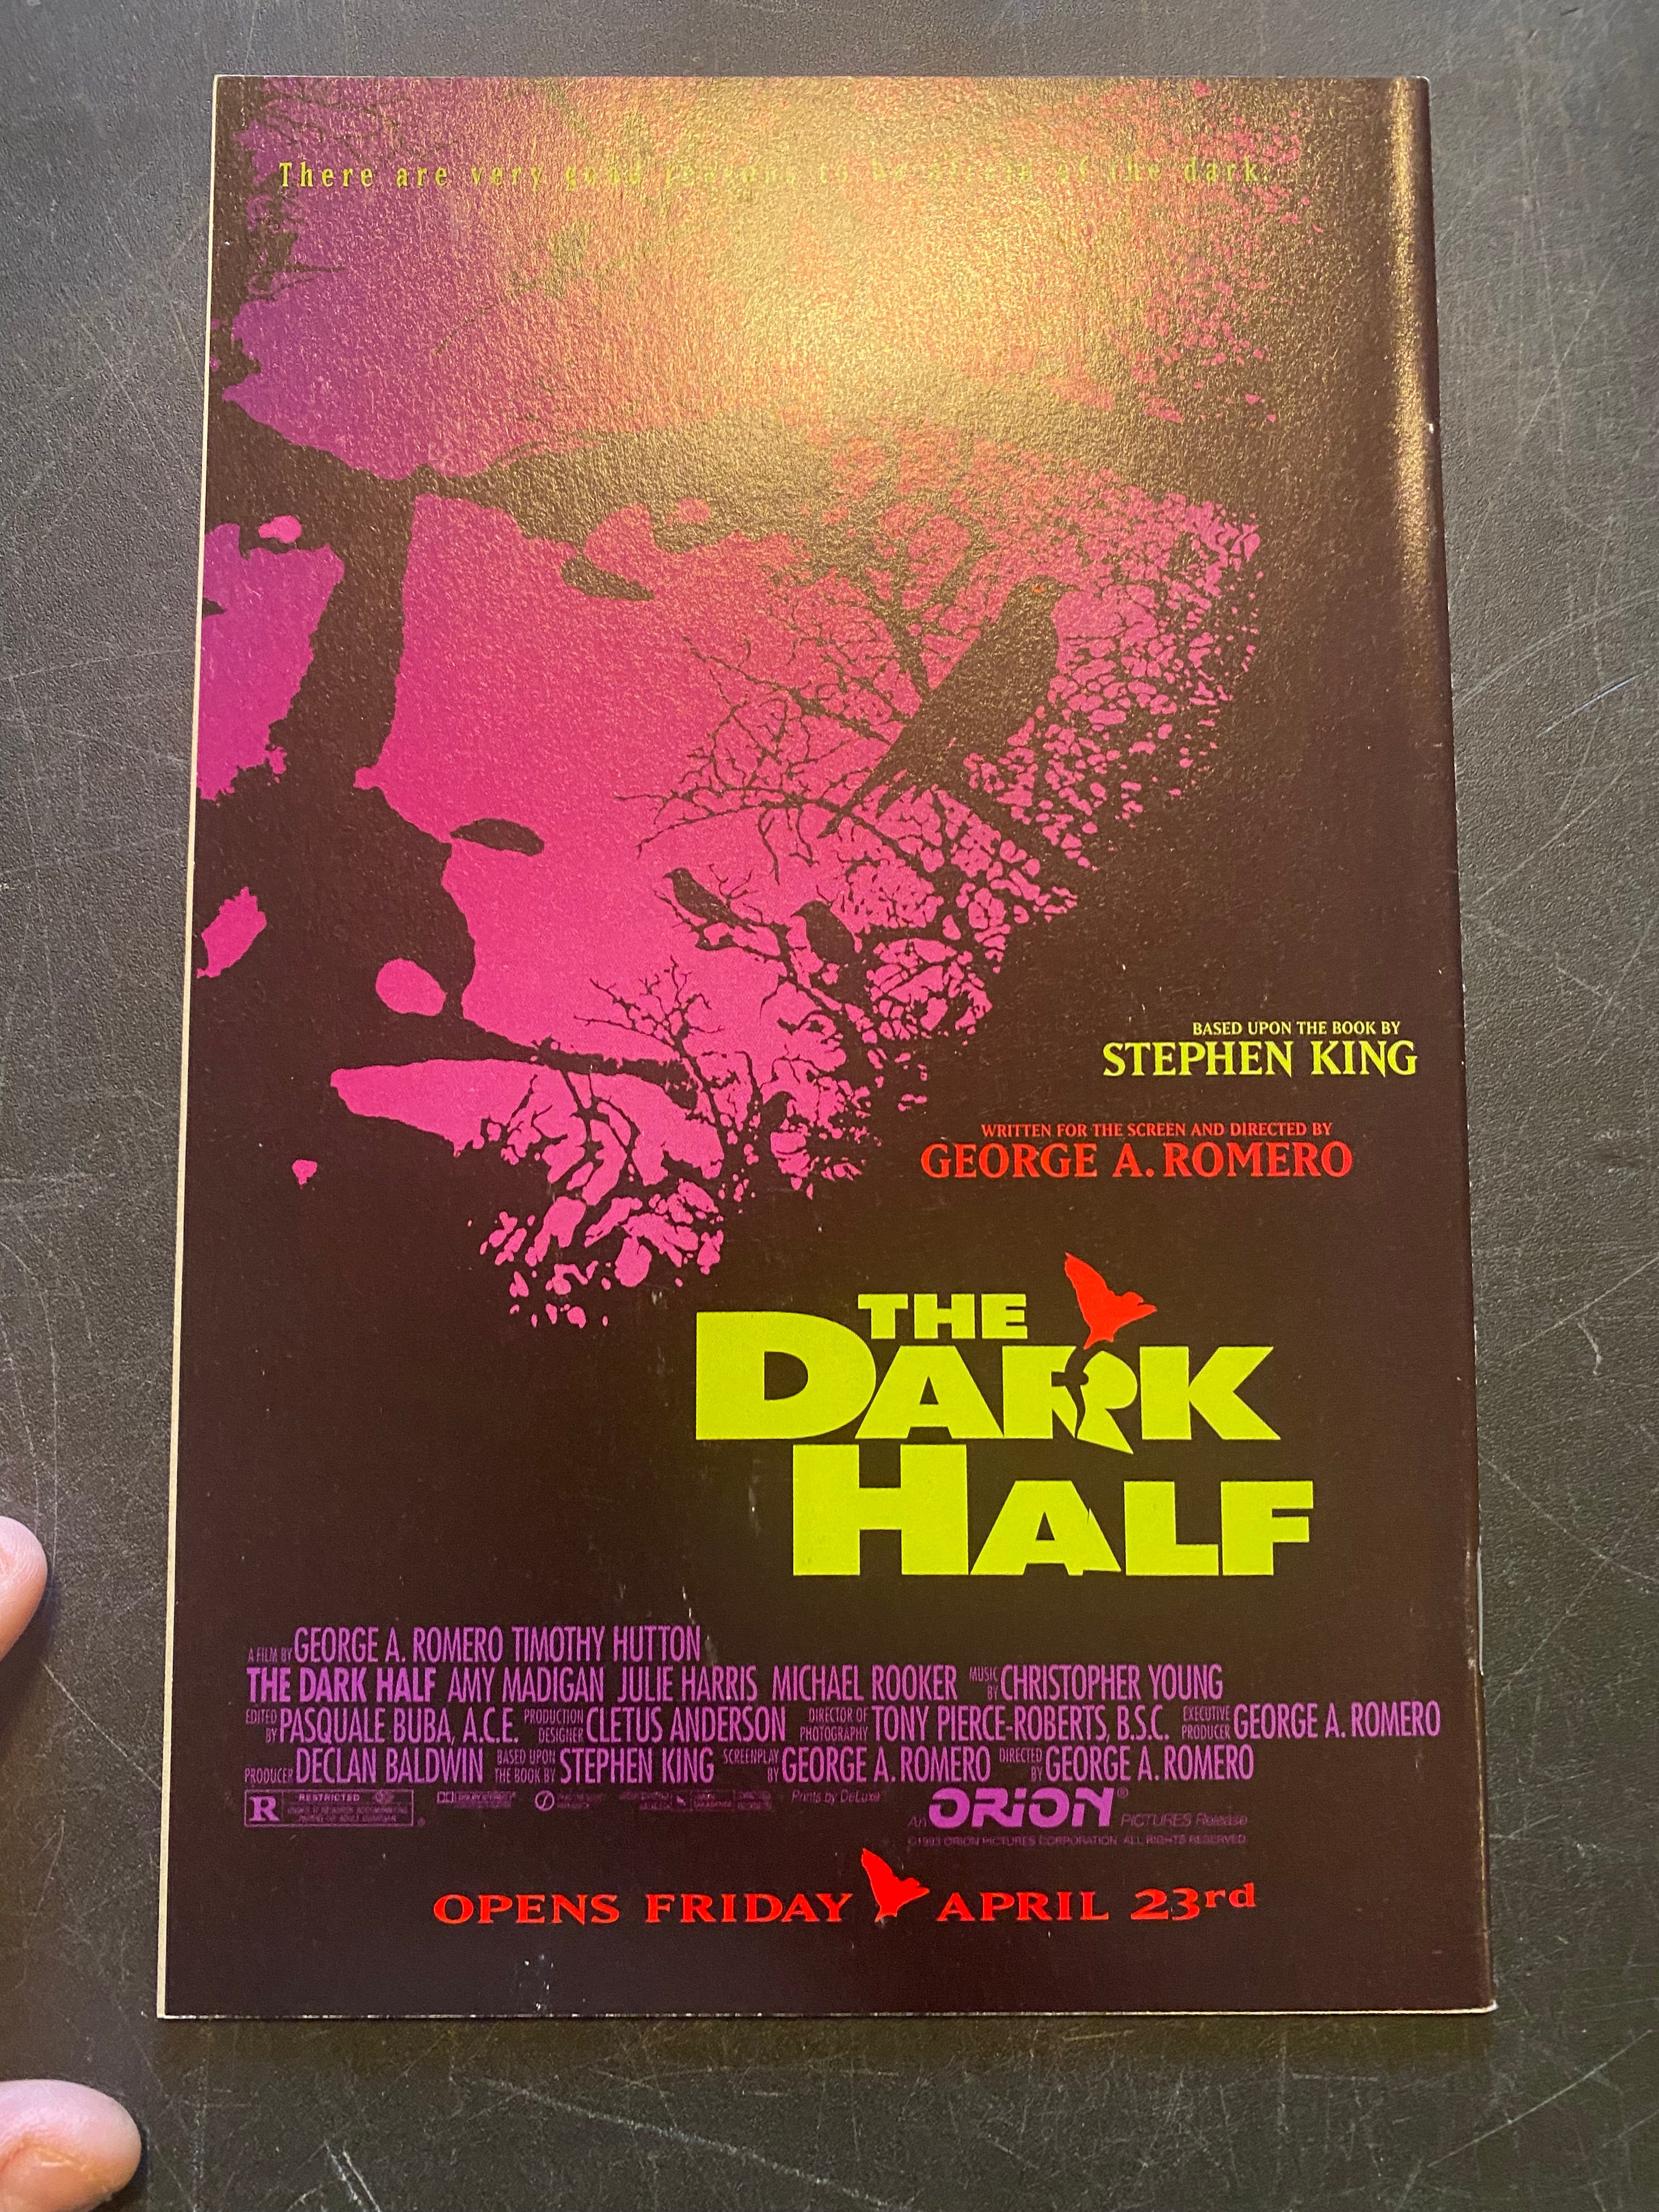 There are very good reasons to be afraid of the dark.
BASED UPON THE BOOK BY
STEPHEN KING
WRITTEN FOR THE SCREEN AND DIRECTED BY
GEORGE A. ROMERO
THE
DARK
HALF
A FILM BY GEORGE A. ROMERO TIMOTHY HUTTON
THE DARK HALF AMY MADIGAN JULIE HARRIS MICHAEL ROOKER MUSIC BY CHRISTOPHER YOUNG
EDITED BY PASQUALE BUBA, A.C.E. PRODUCTION DESIGNER CLETUS ANDERSON DIRECTOR OF PHOTOGRAPHY TONY PIERCE-ROBERTS, B.S.C. EXECUTIVE PRODUCER GEORGE A. ROMERO
PRODUCER DECLAN BALDWIN BASED UPON THE BOOK BY STEPHEN KING SCREENPLAY BY GEORGE A. ROMERO DIRECTED BY GEORGE A. ROMERO
R RESTRICTED Prints by DeLuxe An ORION® PICTURES Release
©1993 ORION PICTURES CORPORATION. ALL RIGHTS RESERVED.
OPENS FRIDAY APRIL 23rd